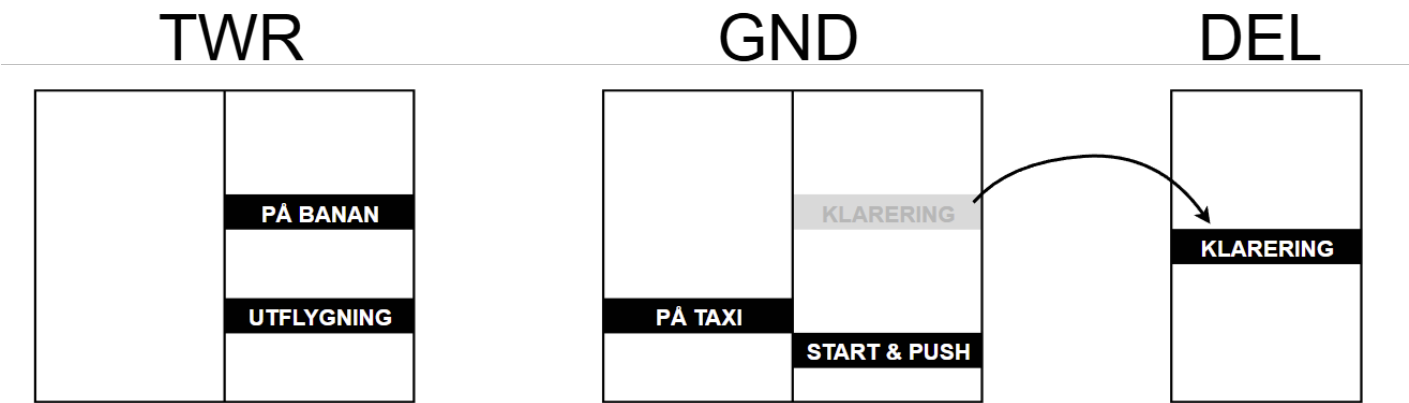 TWR GND DEL
PÅ BANAN
KLARERING
KLARERING
UTFLYGNING
PÅ TAXI
START & PUSH